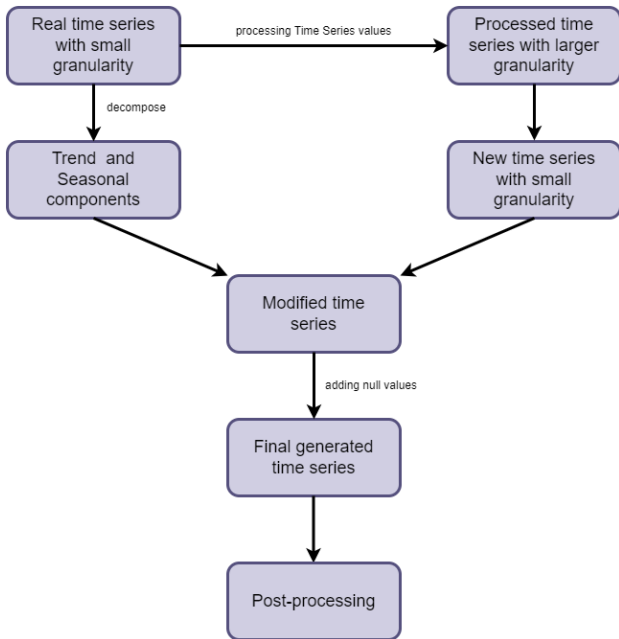 Real time series
with small
granularity
processing Time Series values
Processed time
series with larger
granularity
decompose
Trend and
Seasonal
components
New time series
with small
granularity
Modified time
series
adding null values
Final generated
time series
Post-processing